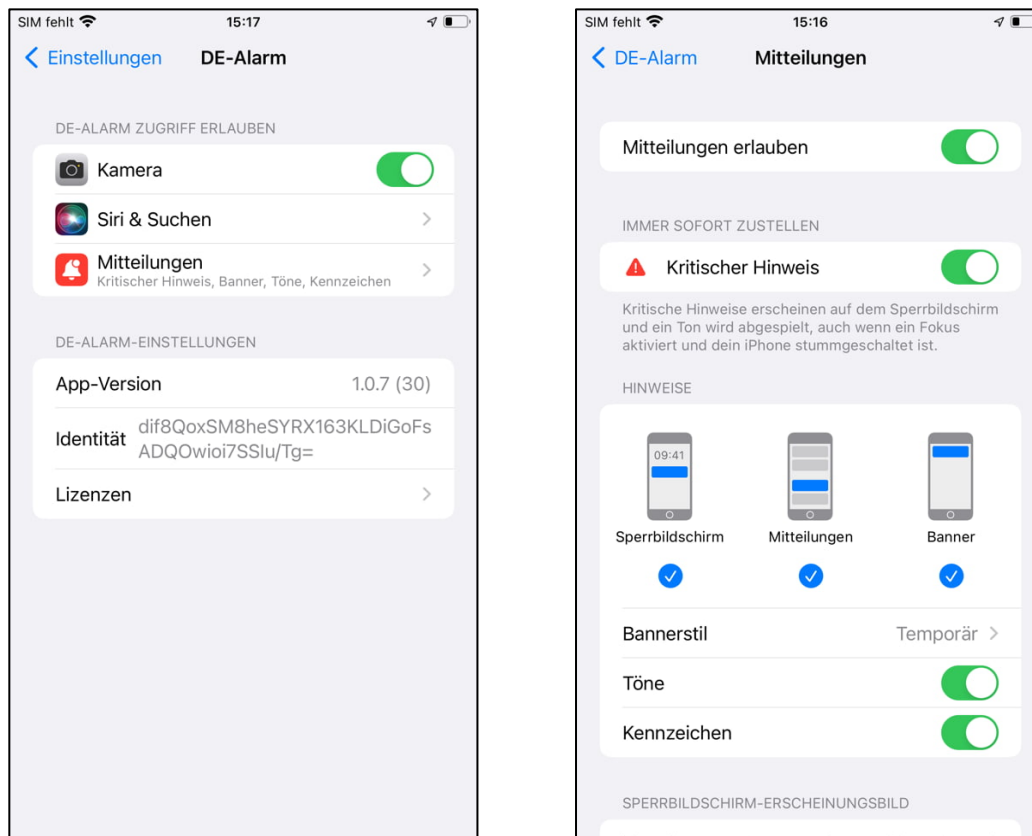 SIM fehlt 15:17
Einstellungen DE-Alarm
DE-ALARM ZUGRIFF ERLAUBEN
Kamera
Siri & Suchen
Mitteilungen
Kritischer Hinweis, Banner, Töne, Kennzeichen
DE-ALARM-EINSTELLUNGEN
App-Version 1.0.7 (30)
Identität dif8QoxSM8heSYRX163KLDiGoFs
ADQOwioi7SSIu/Tg=
Lizenzen
SIM fehlt 15:16
DE-Alarm Mitteilungen
Mitteilungen erlauben
IMMER SOFORT ZUSTELLEN
Kritischer Hinweis
Kritische Hinweise erscheinen auf dem Sperrbildschirm
und ein Ton wird abgespielt, auch wenn ein Fokus
aktiviert und dein iPhone stummgeschaltet ist.
HINWEISE
09:41
Sperrbildschirm Mitteilungen Banner
Bannerstil Temporär
Töne
Kennzeichen
SPERRBILDSCHIRM-ERSCHEINUNGSBILD